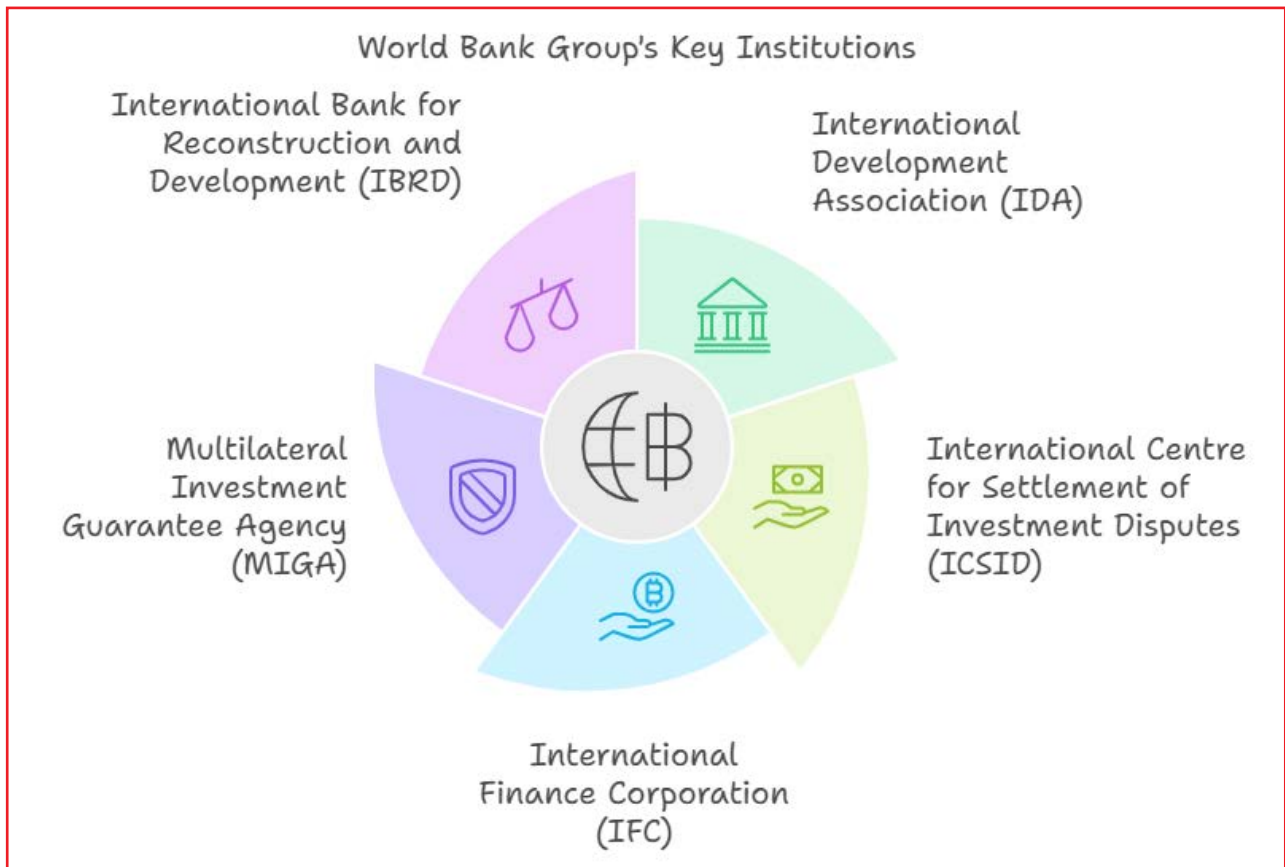 World Bank Group's Key Institutions
International Bank for
Reconstruction and
Development (IBRD)
International
Development
Association (IDA)
Multilateral
Investment
Guarantee Agency
(MIGA)
International Centre
for Settlement of
Investment Disputes
(ICSID)
International
Finance Corporation
(IFC)